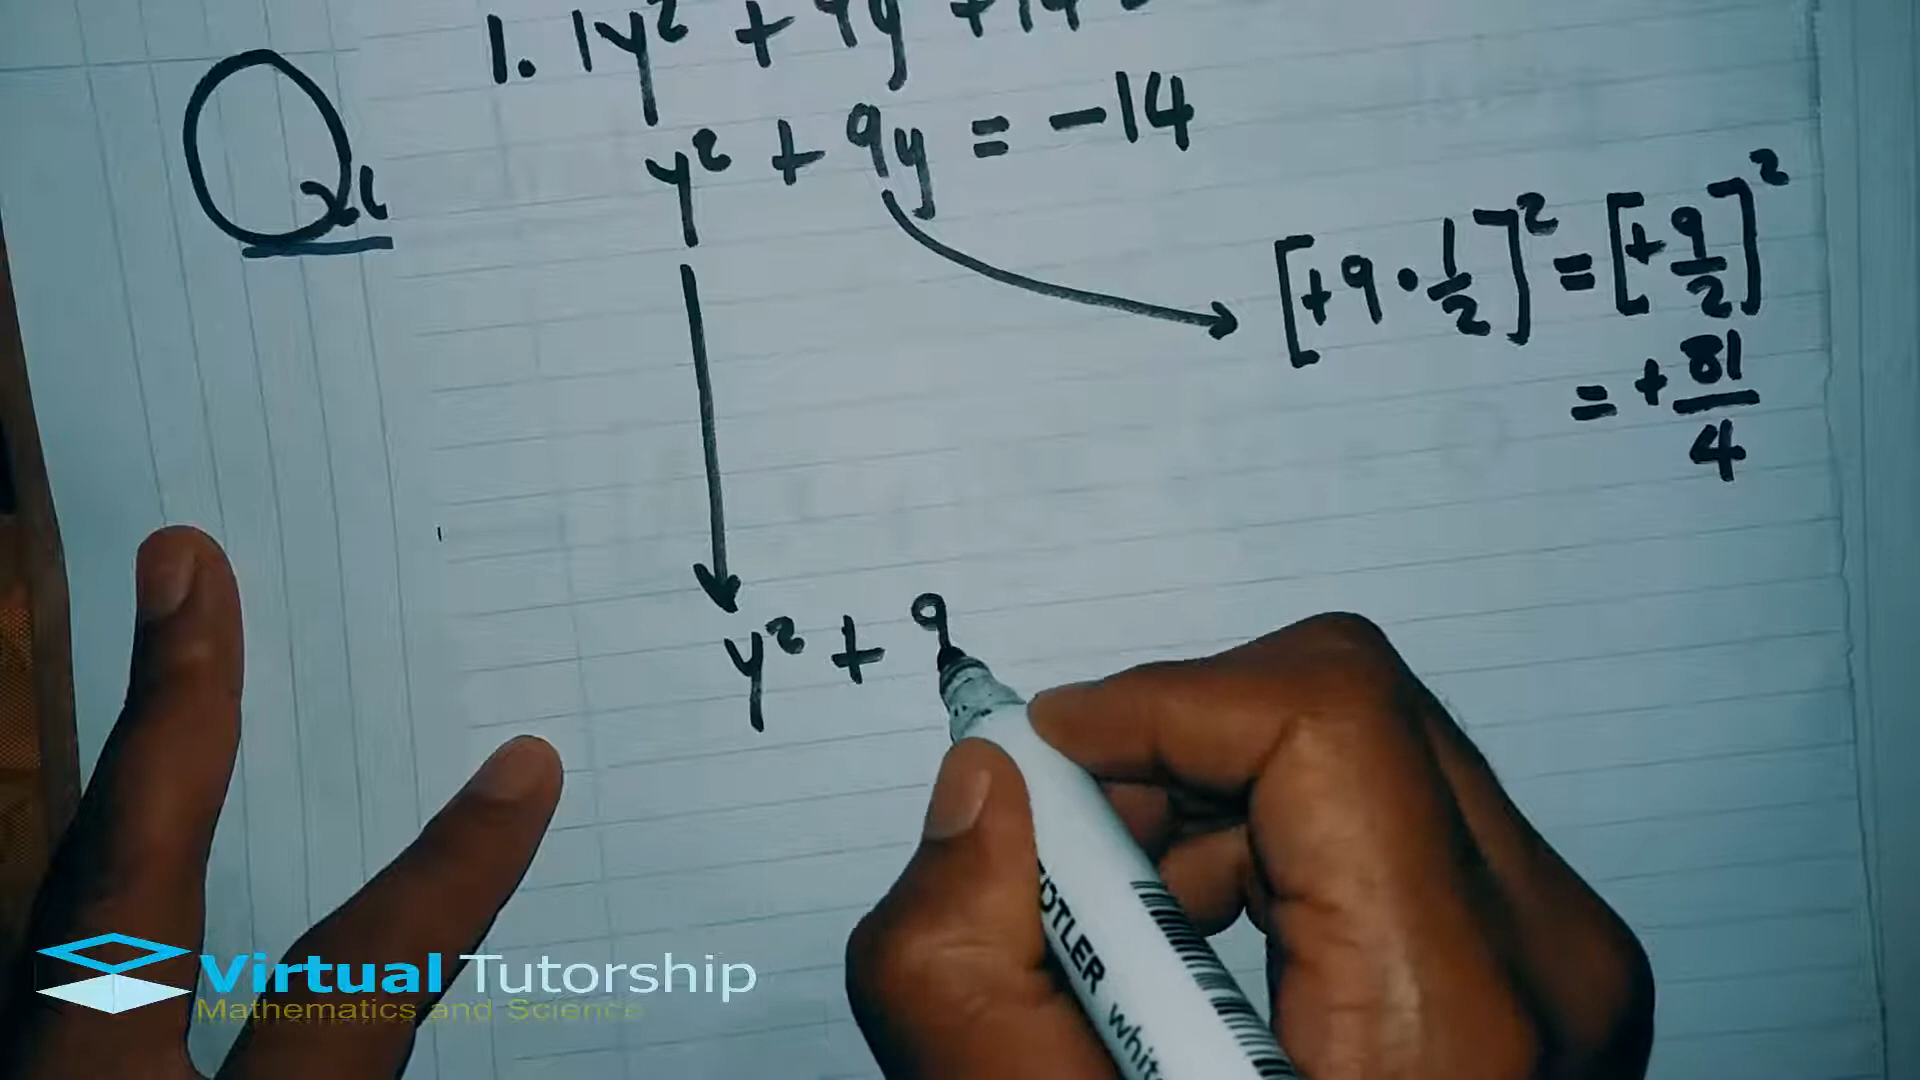 1. 1y² + 9y + 14
y² + 9y = -14
[+9 · 1/2]² = [+ 9/2]²
= + 81/4
y² + 9
Virtual Tutorship
Mathematics and Science